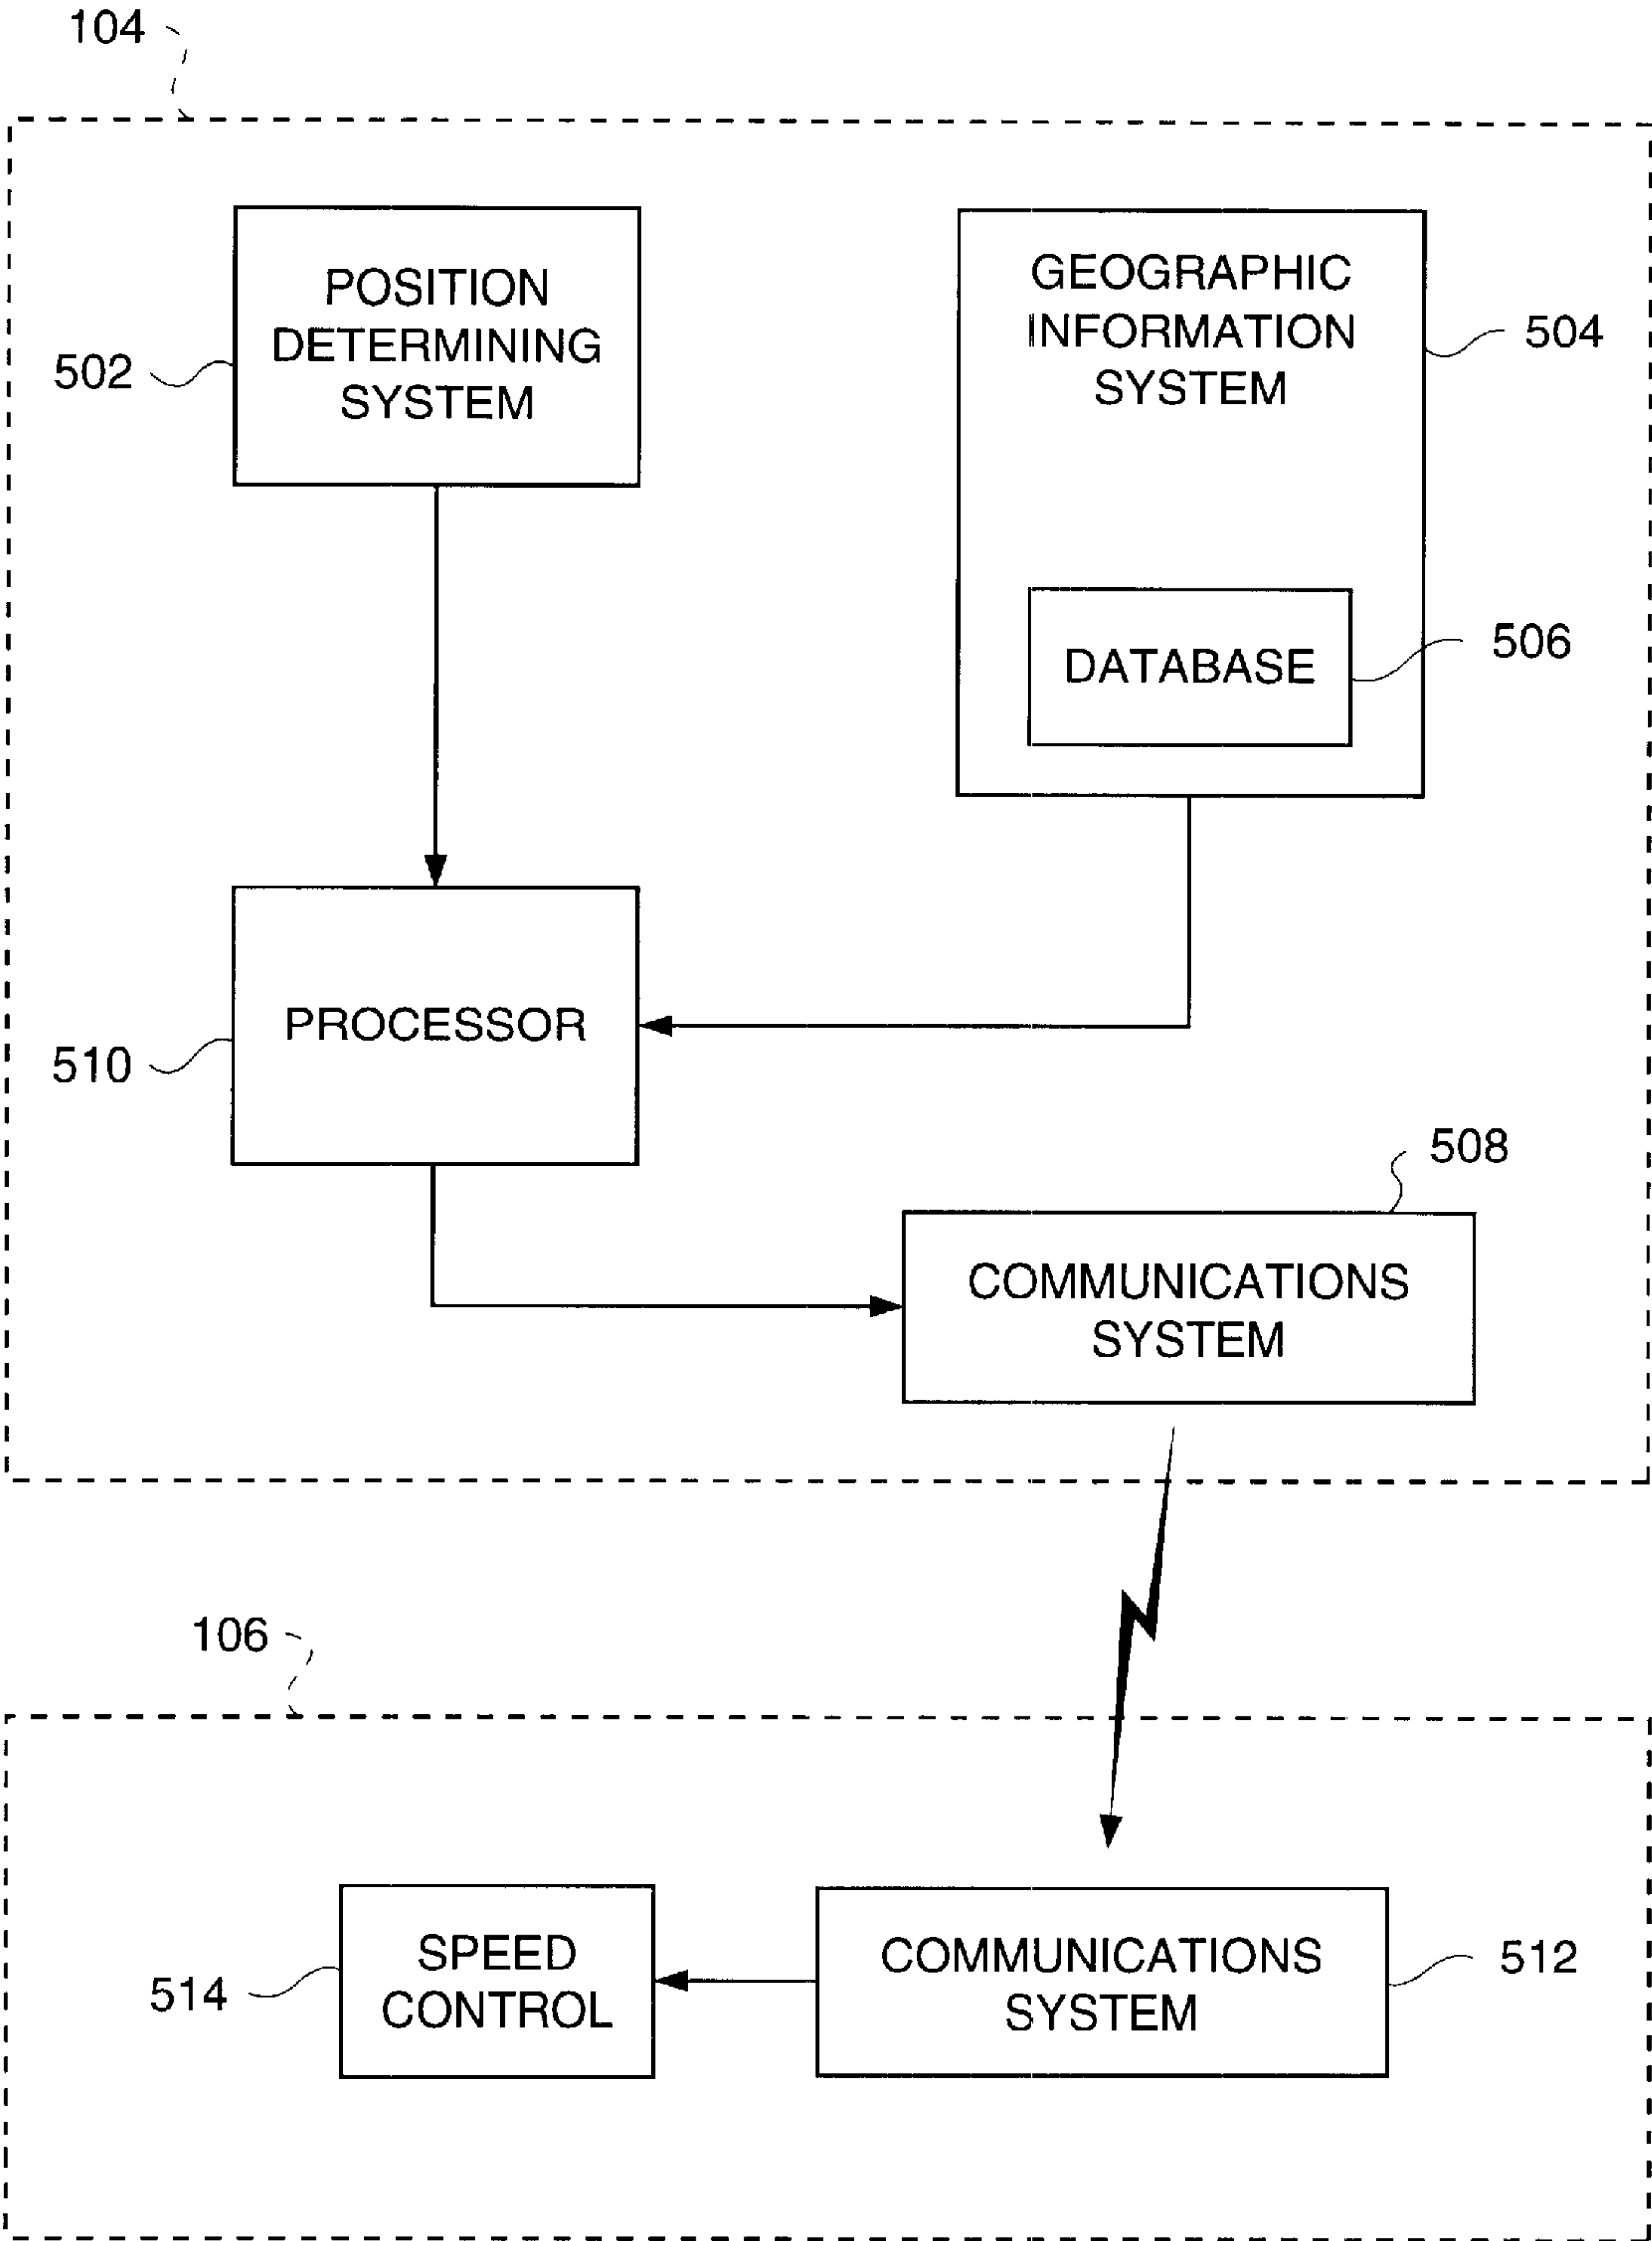 104
POSITION
DETERMINING
SYSTEM
502
GEOGRAPHIC
INFORMATION
SYSTEM
504
DATABASE
506
PROCESSOR
510
508
COMMUNICATIONS
SYSTEM
106
SPEED
CONTROL
514
COMMUNICATIONS
SYSTEM
512